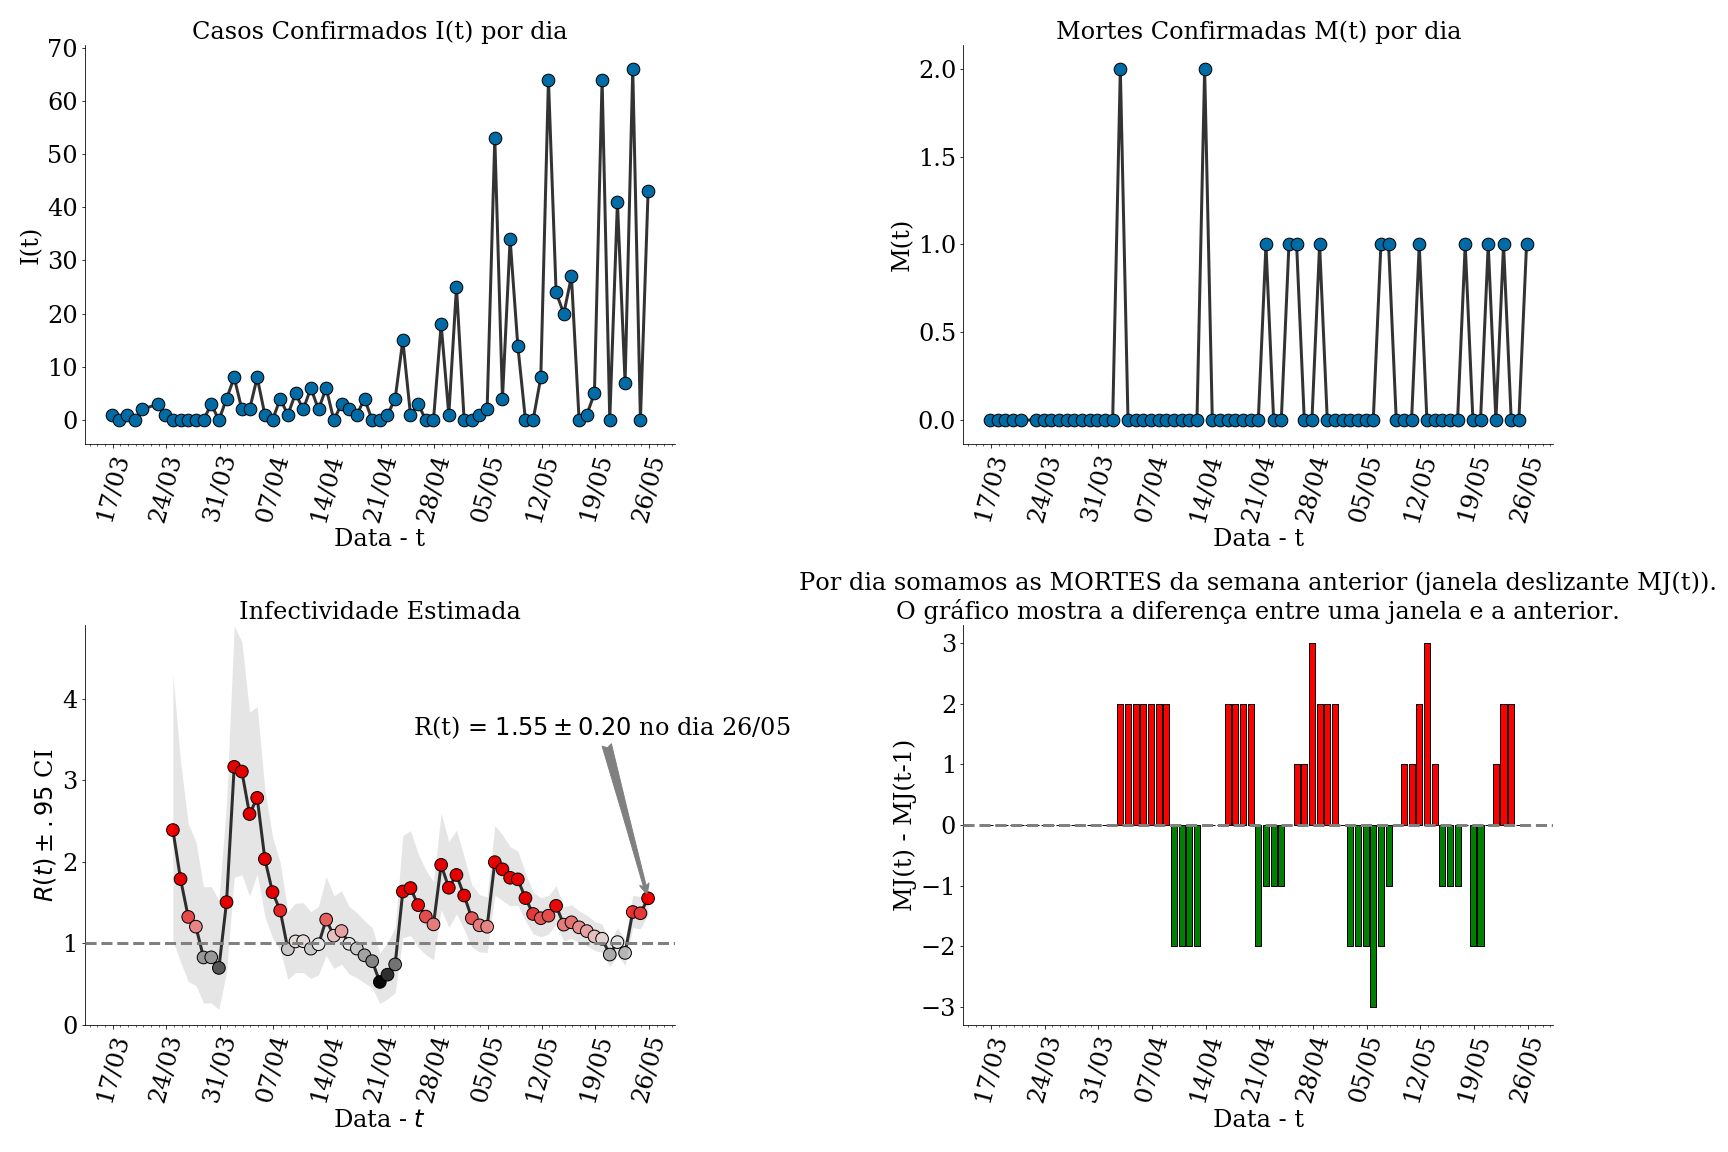 Casos Confirmados I(t) por dia
70
60
50
40
30
20
10
0
I(t)
17/03 24/03 31/03 07/04 14/04 21/04 28/04 05/05 12/05 19/05 26/05
Data - t
Mortes Confirmadas M(t) por dia
2.0
1.5
1.0
0.5
0.0
M(t)
17/03 24/03 31/03 07/04 14/04 21/04 28/04 05/05 12/05 19/05 26/05
Data - t
Infectividade Estimada
4
3
2
1
0
R(t) ± . 95 CI
R(t) = 1.55 ± 0.20 no dia 26/05
17/03 24/03 31/03 07/04 14/04 21/04 28/04 05/05 12/05 19/05 26/05
Data - t
Por dia somamos as MORTES da semana anterior (janela deslizante MJ(t)).
O gráfico mostra a diferença entre uma janela e a anterior.
3
2
1
0
−1
−2
−3
MJ(t) - MJ(t-1)
17/03 24/03 31/03 07/04 14/04 21/04 28/04 05/05 12/05 19/05 26/05
Data - t